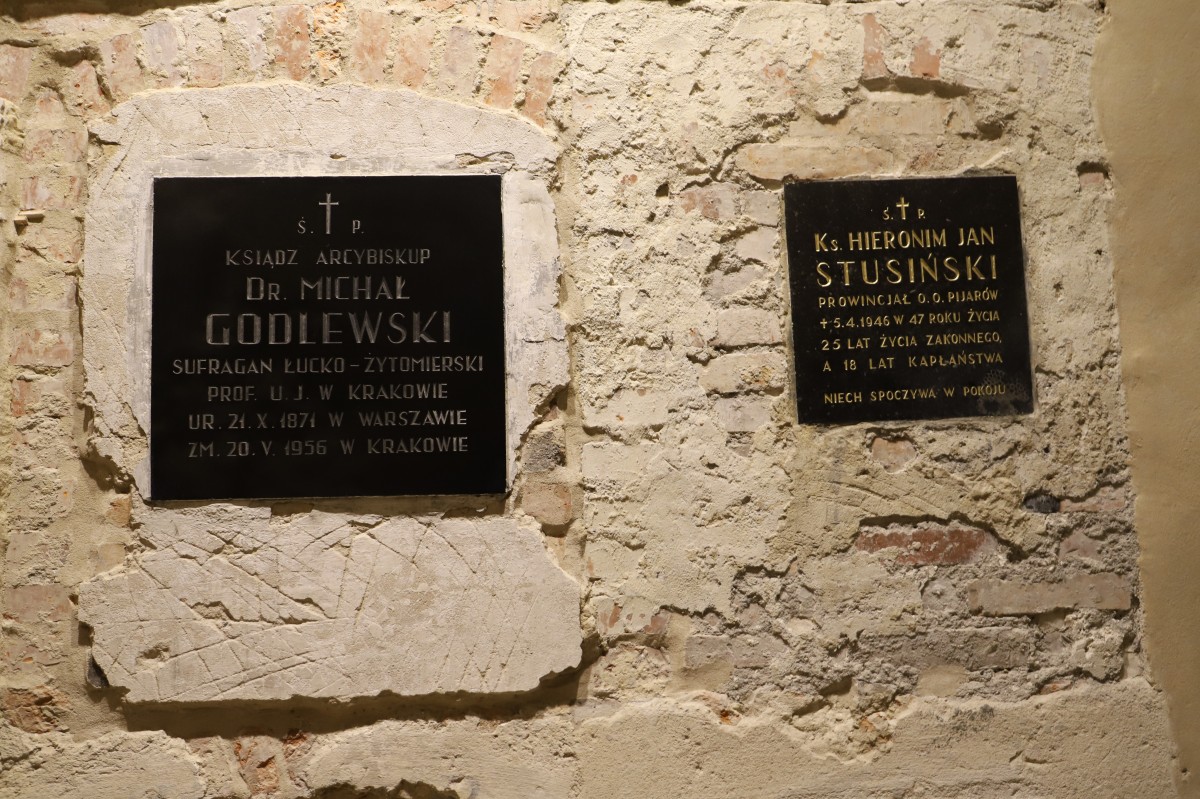 Ś. P.
KSIĄDZ ARCYBISKUP
DR. MICHAŁ
GODLEWSKI
SUFRAGAN ŁUCKO-ŻYTOMIERSKI
PROF. U. J. W KRAKOWIE
UR. 21. X. 1871 W WARSZAWIE
ZM. 20. V. 1956 W KRAKOWIE
Ś. P.
Ks. HIERONIM JAN
STUSIŃSKI
PROWINCJAŁ O. O. PIJARÓW
+ 5.4.1946 W 47 ROKU ŻYCIA
25 LAT ŻYCIA ZAKONNEGO,
A 18 LAT KAPŁAŃSTWA
NIECH SPOCZYWA W POKOJU